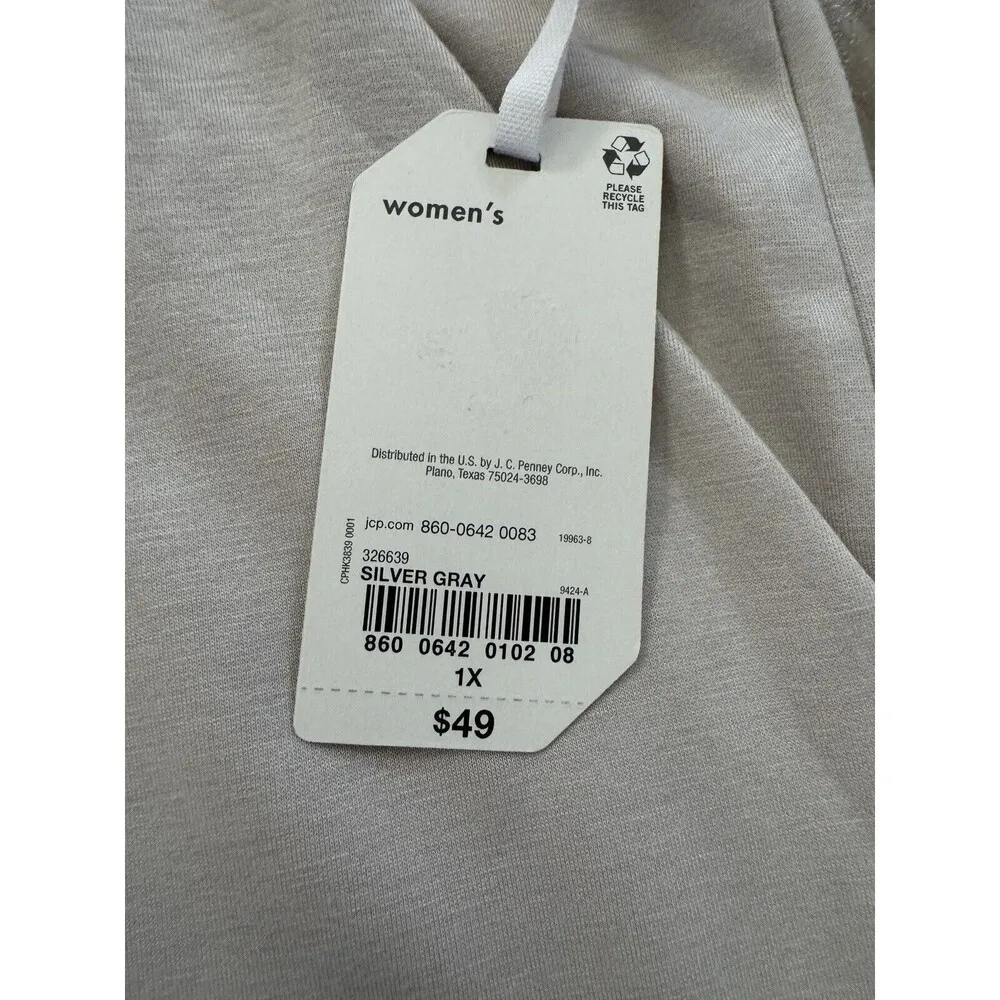 PLEASE
RECYCLE
THIS TAG
women's
Distributed in the U.S. by J. C. Penney Corp., Inc.
Plano, Texas 75024-3698
jcp.com 860-0642 0083 19963-8
CPHK3839 0001
326639
SILVER GRAY 9424-A
860 0642 0102 08
1X
$49